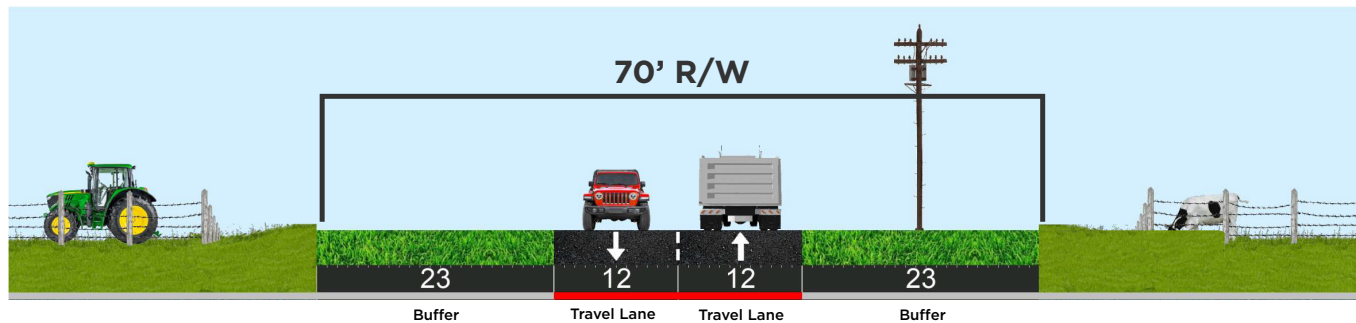 70’ R/W
23 12 12 23
Buffer Travel Lane Travel Lane Buffer